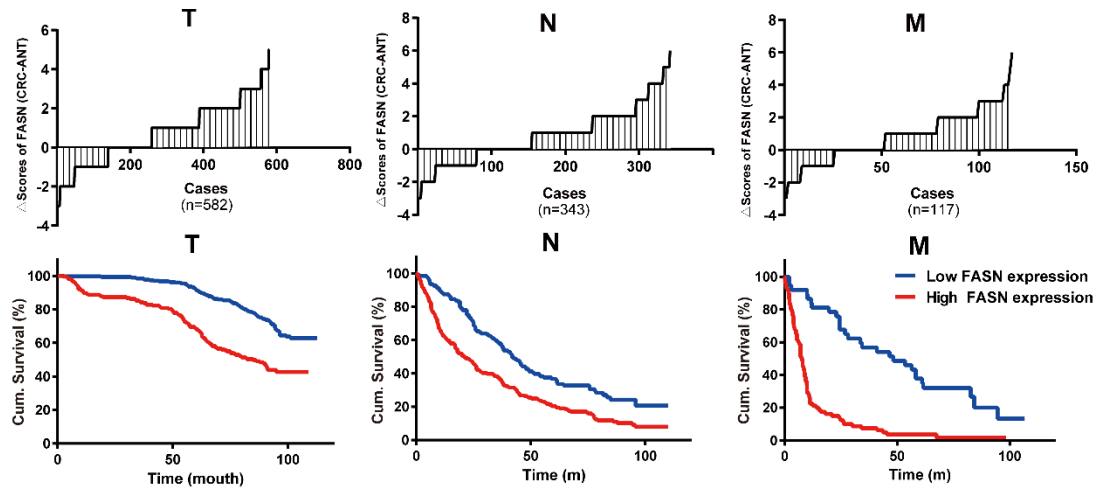 T
△Scores of FASN (CRC-ANT)
6
4
2
0
-2
-4
200
400
600
800
Cases
(n=582)
N
△Scores of FASN (CRC-ANT)
8
6
4
2
0
-2
-4
100
200
300
Cases
(n=343)
M
△Scores of FASN (CRC-ANT)
8
6
4
2
0
-2
-4
50
100
150
Cases
(n=117)
T
Cum. Survival (%)
100
80
60
40
20
0
0
50
100
Time (mouth)
N
Cum. Survival (%)
100
80
60
40
20
0
0
50
100
Time (m)
M
Low FASN expression
High FASN expression
Cum. Survival (%)
100
80
60
40
20
0
0
50
100
Time (m)